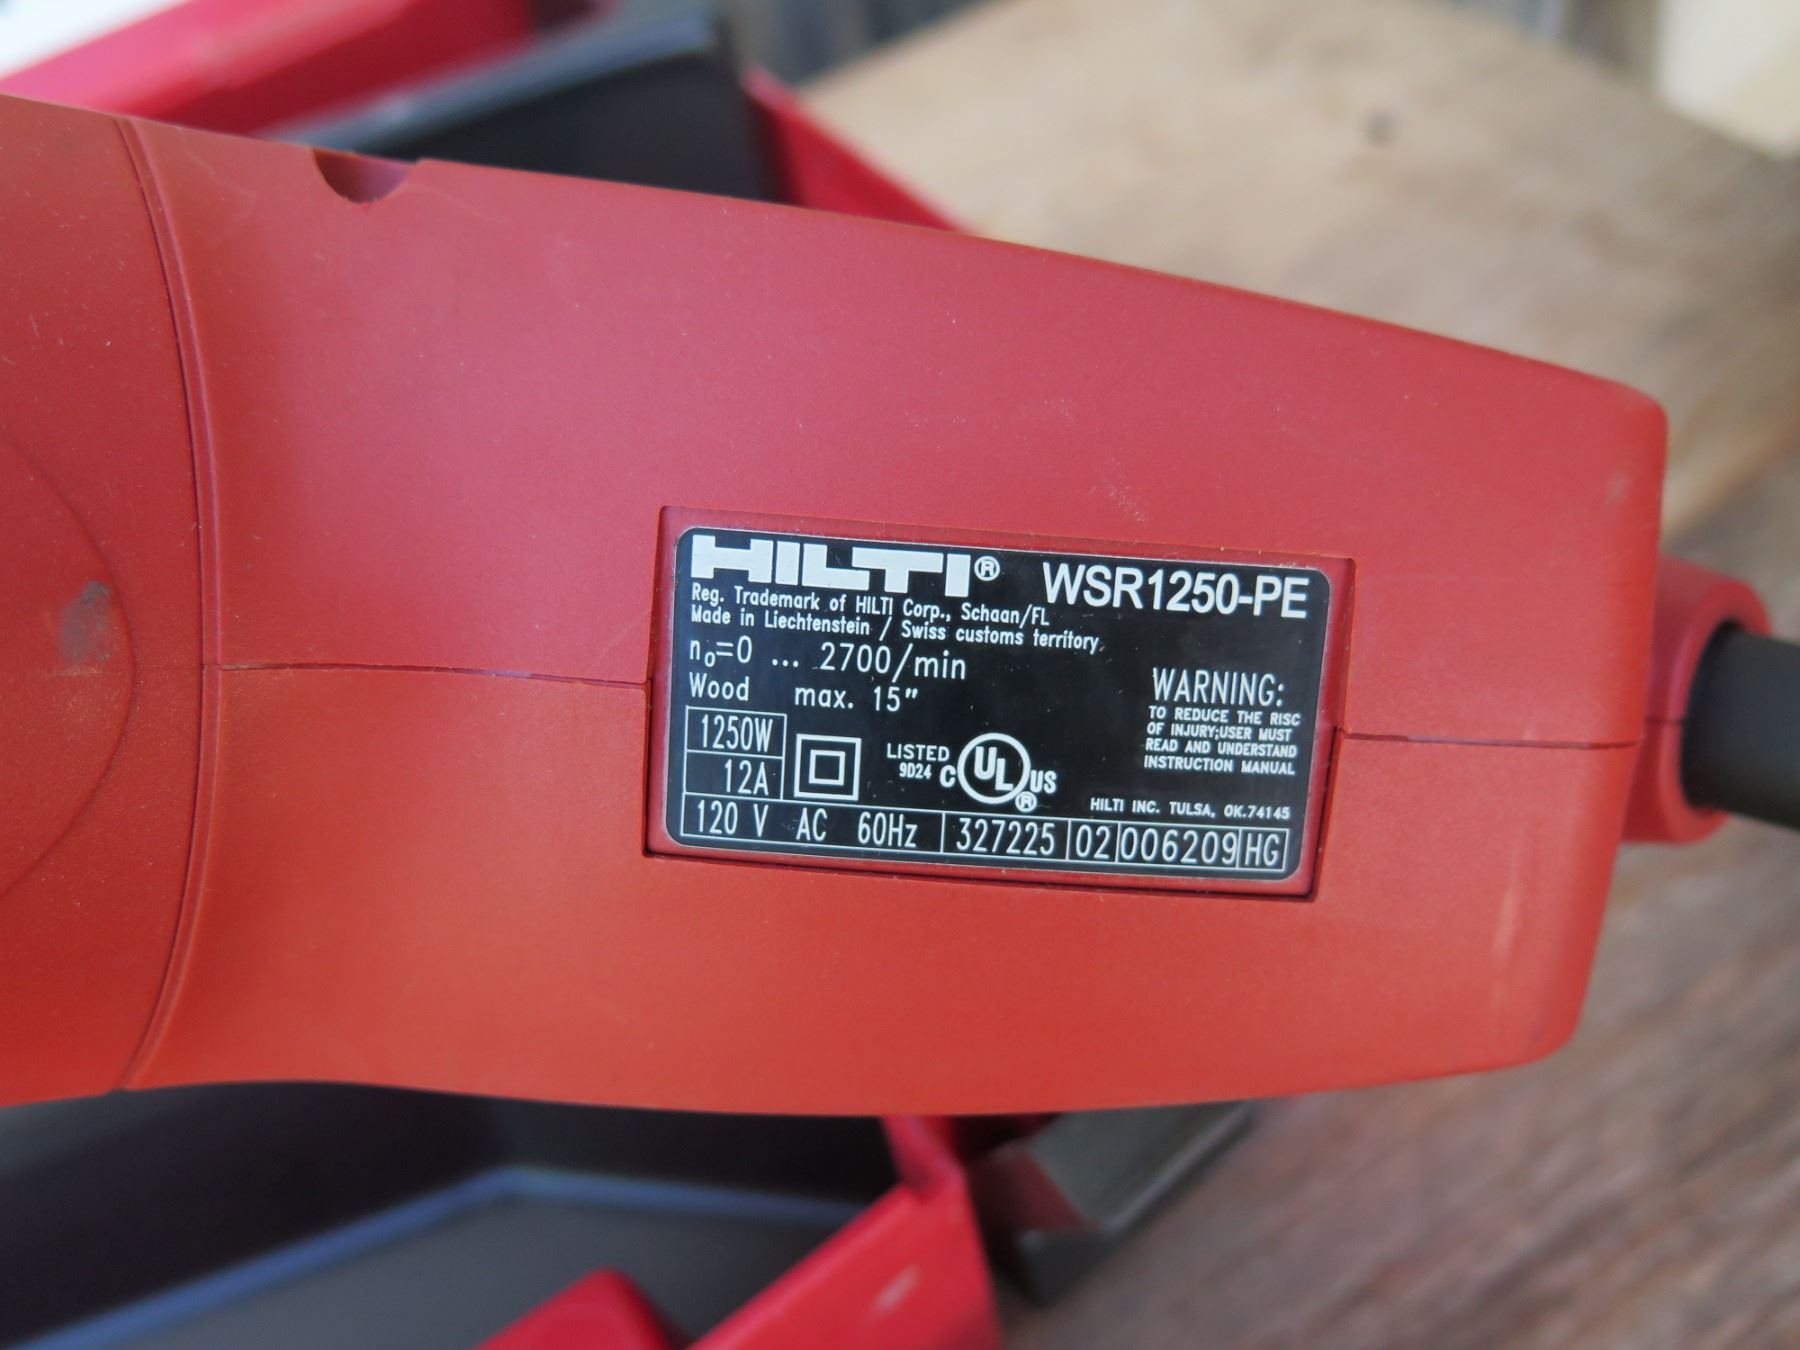 HILTI® WSR1250-PE
Reg. Trademark of HILTI Corp., Schaan/FL
Made in Liechtenstein / Swiss customs territory
n₀=0 ... 2700/min
Wood max. 15"
WARNING:
TO REDUCE THE RISC
OF INJURY;USER MUST
READ AND UNDERSTAND
INSTRUCTION MANUAL
1250W
12A
LISTED
9D24 C UL US ®
HILTI INC. TULSA, OK.74145
120 V AC 60Hz 327225 02 006209 HG